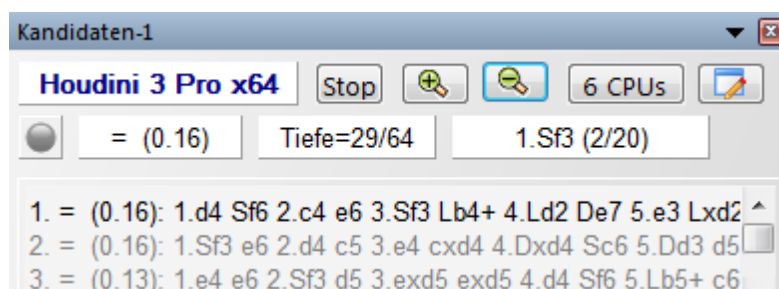 Kandidaten-1
Houdini 3 Pro x64 Stop 6 CPUs
= (0.16) Tiefe=29/64 1.Sf3 (2/20)
1. = (0.16): 1.d4 Sf6 2.c4 e6 3.Sf3 Lb4+ 4.Ld2 De7 5.e3 Lxd2
2. = (0.16): 1.Sf3 e6 2.d4 c5 3.e4 cxd4 4.Dxd4 Sc6 5.Dd3 d5
3. = (0.13): 1.e4 e6 2.Sf3 d5 3.exd5 exd5 4.d4 Sf6 5.Lb5+ c6